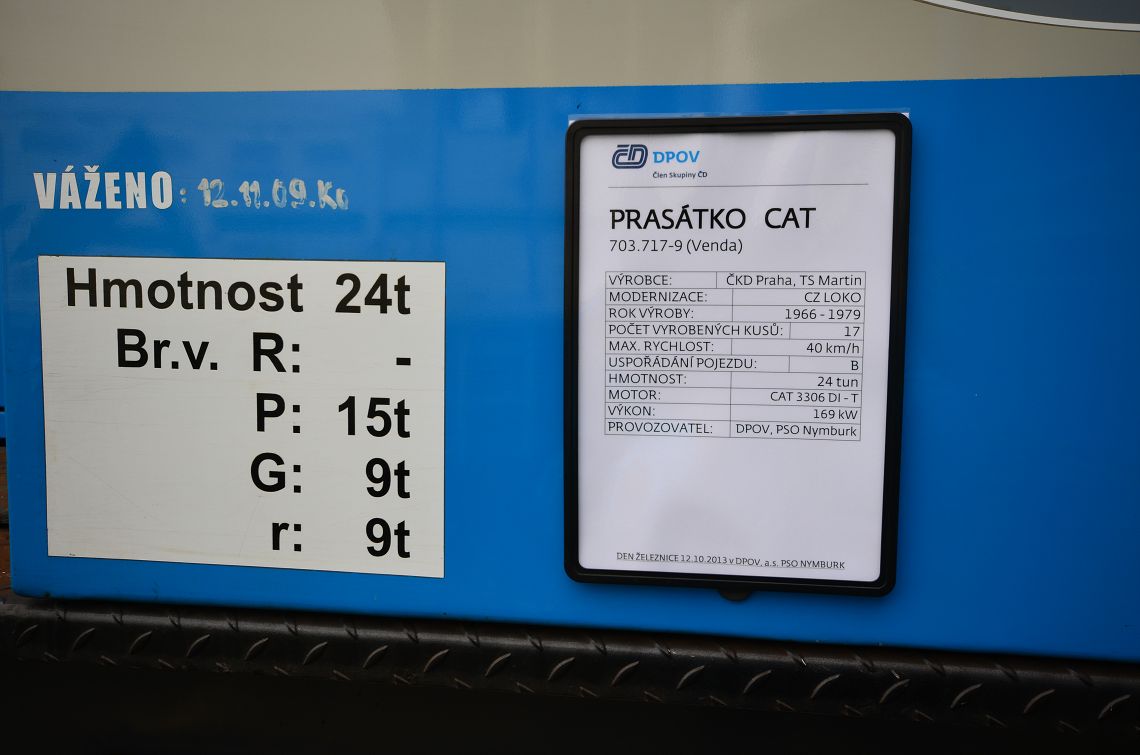 VÁŽENO: 12.11.09.Kč
Hmotnost 24t
Br.v. R: -
P: 15t
G: 9t
r: 9t
ČD DPOV
Člen Skupiny ČD
PRASÁTKO CAT
703.717-9 (Venda)
VÝROBCE: ČKD Praha, TS Martin
MODERNIZACE: CZ LOKO
ROK VÝROBY: 1966 - 1979
POČET VYROBENÝCH KUSŮ: 17
MAX. RYCHLOST: 40 km/h
USPOŘÁDÁNÍ POJEZDU: B
HMOTNOST: 24 tun
MOTOR: CAT 3306 DI - T
VÝKON: 169 kW
PROVOZOVATEL: DPOV, PSO Nymburk
DEN ŽELEZNICE 12.10.2013 v DPOV, a.s. PSO NYMBURK